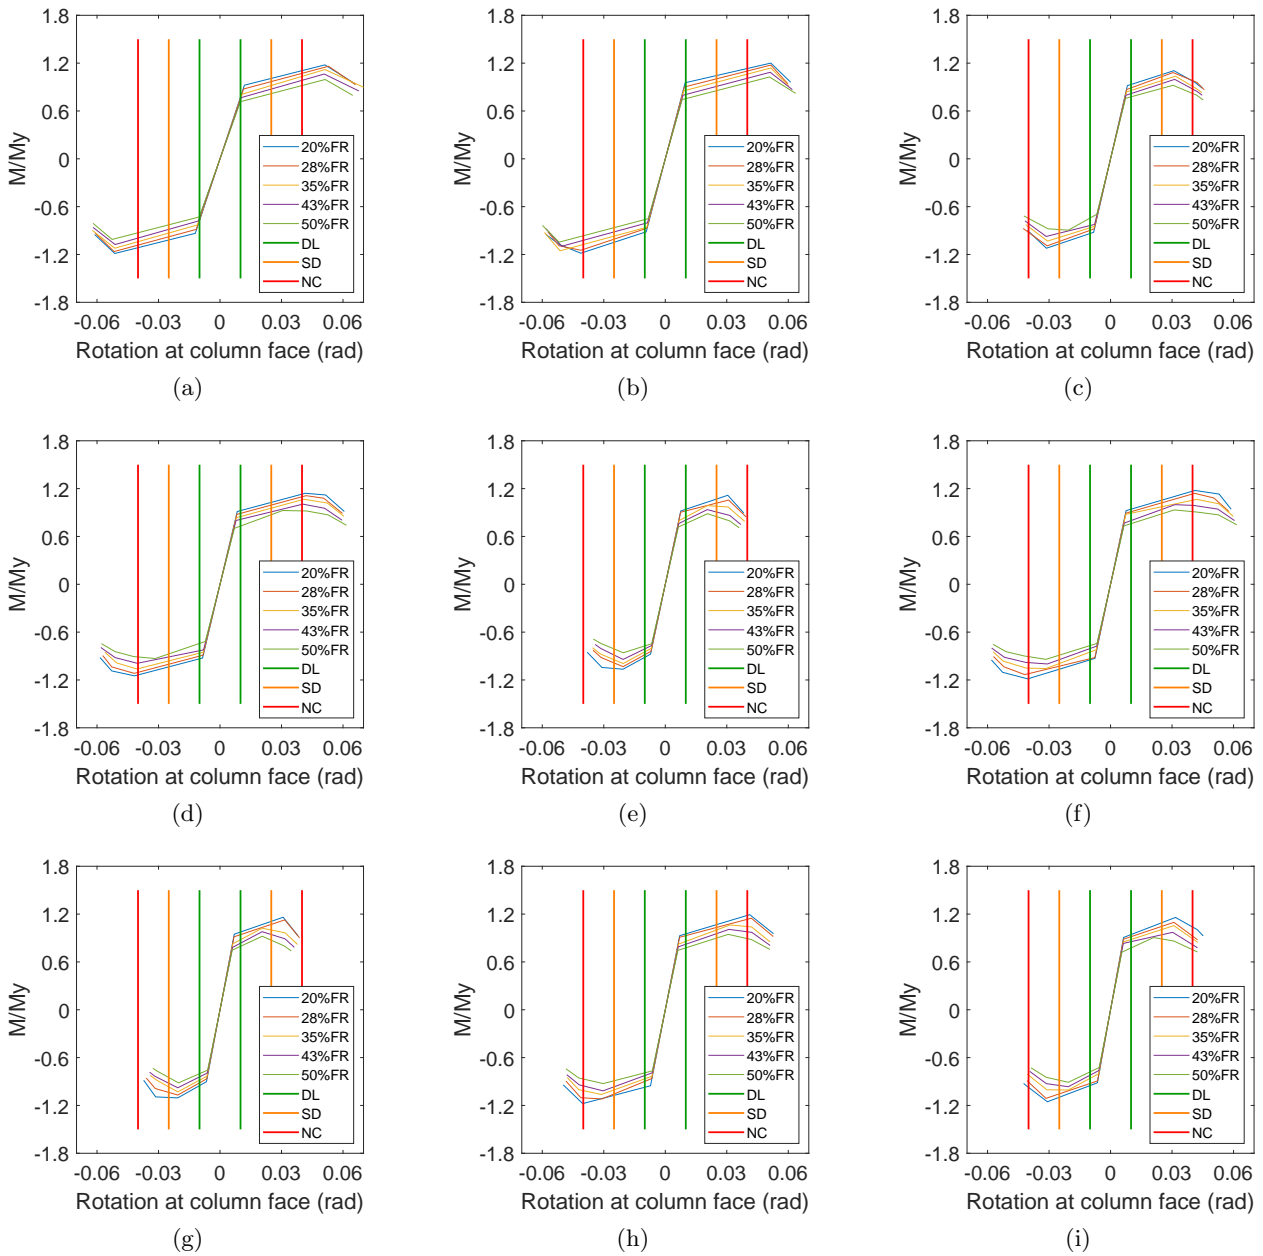 1.8
1.2
0.6
0
-0.6
-1.2
-1.8
M/My
20%FR
28%FR
35%FR
43%FR
50%FR
DL
SD
NC
-0.06 -0.03 0 0.03 0.06
Rotation at column face (rad)
(a)
1.8
1.2
0.6
0
-0.6
-1.2
-1.8
M/My
20%FR
28%FR
35%FR
43%FR
50%FR
DL
SD
NC
-0.06 -0.03 0 0.03 0.06
Rotation at column face (rad)
(b)
1.8
1.2
0.6
0
-0.6
-1.2
-1.8
M/My
20%FR
28%FR
35%FR
43%FR
50%FR
DL
SD
NC
-0.06 -0.03 0 0.03 0.06
Rotation at column face (rad)
(c)
1.8
1.2
0.6
0
-0.6
-1.2
-1.8
M/My
20%FR
28%FR
35%FR
43%FR
50%FR
DL
SD
NC
-0.06 -0.03 0 0.03 0.06
Rotation at column face (rad)
(d)
1.8
1.2
0.6
0
-0.6
-1.2
-1.8
M/My
20%FR
28%FR
35%FR
43%FR
50%FR
DL
SD
NC
-0.06 -0.03 0 0.03 0.06
Rotation at column face (rad)
(e)
1.8
1.2
0.6
0
-0.6
-1.2
-1.8
M/My
20%FR
28%FR
35%FR
43%FR
50%FR
DL
SD
NC
-0.06 -0.03 0 0.03 0.06
Rotation at column face (rad)
(f)
1.8
1.2
0.6
0
-0.6
-1.2
-1.8
M/My
20%FR
28%FR
35%FR
43%FR
50%FR
DL
SD
NC
-0.06 -0.03 0 0.03 0.06
Rotation at column face (rad)
(g)
1.8
1.2
0.6
0
-0.6
-1.2
-1.8
M/My
20%FR
28%FR
35%FR
43%FR
50%FR
DL
SD
NC
-0.06 -0.03 0 0.03 0.06
Rotation at column face (rad)
(h)
1.8
1.2
0.6
0
-0.6
-1.2
-1.8
M/My
20%FR
28%FR
35%FR
43%FR
50%FR
DL
SD
NC
-0.06 -0.03 0 0.03 0.06
Rotation at column face (rad)
(i)